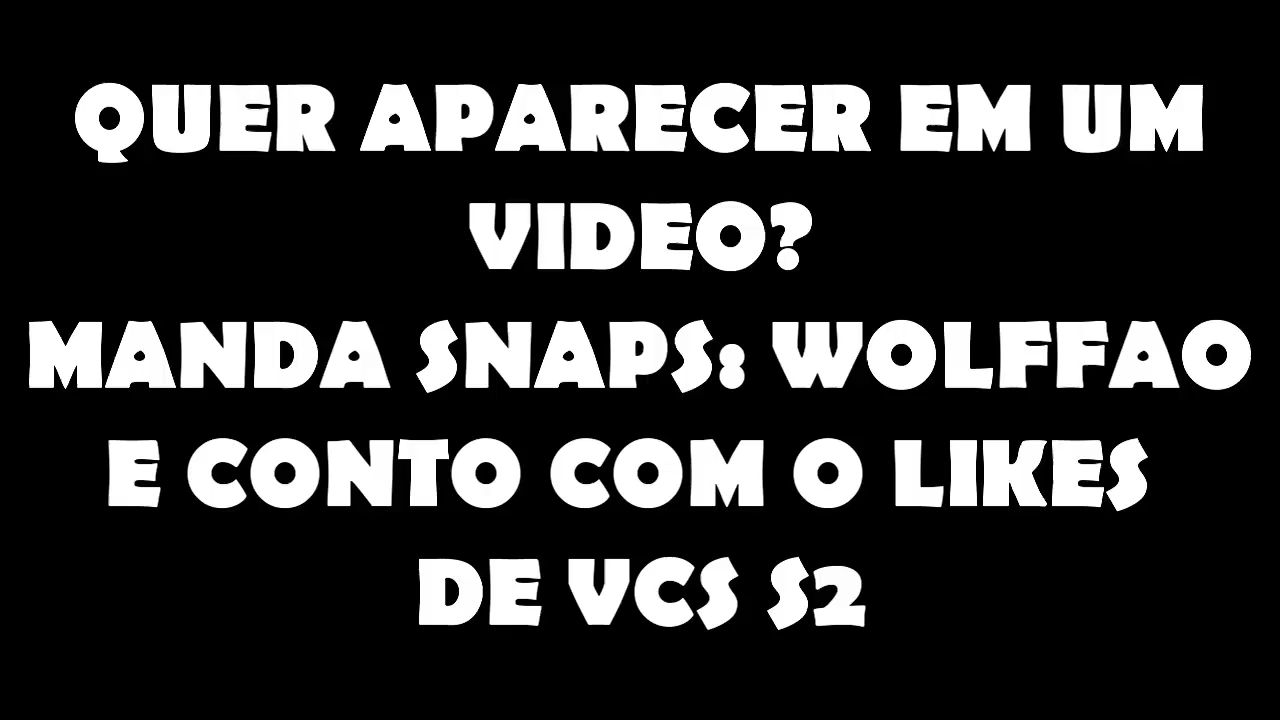 QUER APARECER EM UM
VIDEO?
MANDA SNAPS: WOLFFAO
E CONTO COM O LIKES
DE VCS S2